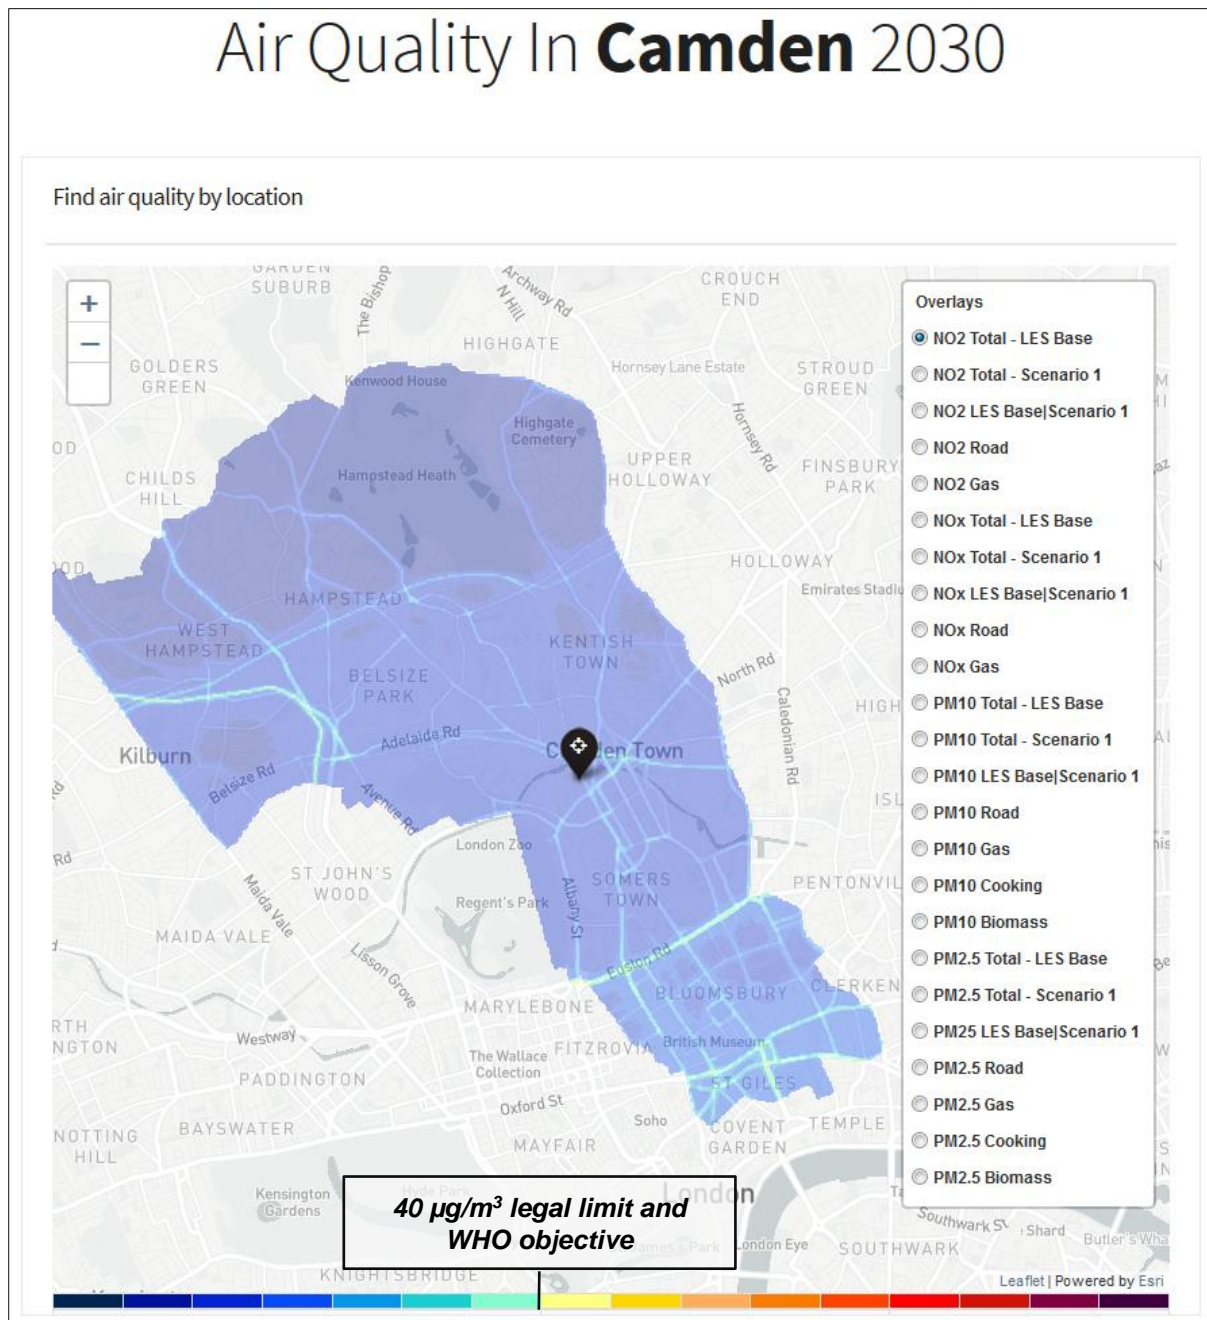 Air Quality In Camden 2030
Find air quality by location
+
−
GARDEN
SUBURB
The Bishop
Archway Rd
N Hill
CROUCH
END
HIGHGATE
GOLDERS
GREEN
Kenwood House
Hornsey Lane Estate
STROUD
GREEN
Highgate
Cemetery
Hornsey Rd
UPPER
HOLLOWAY
FINSBURY
PARK
CHILDS
HILL
Hampstead Heath
HOLLOWAY
Emirates Stadiu
HAMPSTEAD
WEST
HAMPSTEAD
KENTISH
TOWN
BELSIZE
PARK
North Rd
Caledonian Rd
HIGH
Adelaide Rd
Kilburn
Belsize Rd
Avenue Rd
ISL
London Zoo
ST JOHN'S
WOOD
Maida Vale
Regent's Park
Albany St
SOMERS
TOWN
PENTONVIL
MAIDA VALE
Lisson Grove
Euston Rd
BLOOMSBURY
CLERKEN
MARYLEBONE
Westway
The Wallace
Collection
FITZROVIA
British Museum
PADDINGTON
ST GILES
Oxford St
Soho
COVENT
GARDEN
TEMPLE
NOTTING
HILL
BAYSWATER
MAYFAIR
Kensington
Gardens
Hyde Park
London
40 µg/m³ legal limit and
WHO objective
London Eye
Southwark St
Shard
Butler's Wha
SOUTHWARK
KNIGHTSBRIDGE
Leaflet | Powered by Esri
Overlays
NO2 Total - LES Base
NO2 Total - Scenario 1
NO2 LES Base|Scenario 1
NO2 Road
NO2 Gas
NOx Total - LES Base
NOx Total - Scenario 1
NOx LES Base|Scenario 1
NOx Road
NOx Gas
PM10 Total - LES Base
PM10 Total - Scenario 1
PM10 LES Base|Scenario 1
PM10 Road
PM10 Gas
PM10 Cooking
PM10 Biomass
PM2.5 Total - LES Base
PM2.5 Total - Scenario 1
PM25 LES Base|Scenario 1
PM2.5 Road
PM2.5 Gas
PM2.5 Cooking
PM2.5 Biomass